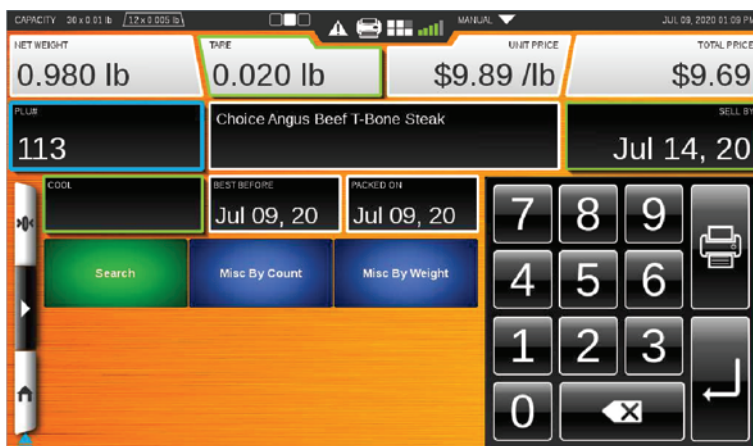 CAPACITY 30 x 0.01 lb 12 x 0.005 lb MANUAL JUL 09, 2020 01:09 PM
NET WEIGHT TARE UNIT PRICE TOTAL PRICE
0.980 lb 0.020 lb $9.89 /lb $9.69
PLU# SELL BY
Choice Angus Beef T-Bone Steak
113 Jul 14, 20
COOL BEST BEFORE PACKED ON
Jul 09, 20 Jul 09, 20
Search Misc By Count Misc By Weight
7 8 9
4 5 6
1 2 3
0